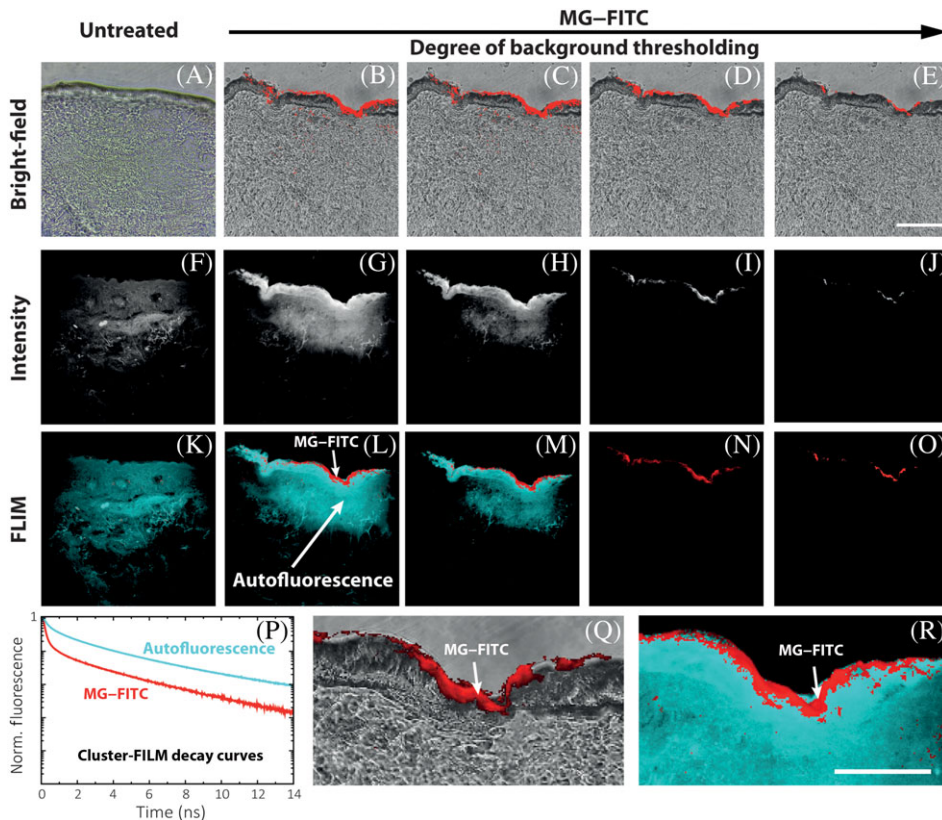 MG–FITC
Untreated
Degree of background thresholding
Bright-field
(A)
(B)
(C)
(D)
(E)
Intensity
(F)
(G)
(H)
(I)
(J)
FLIM
(K)
(L)
MG–FITC
Autofluorescence
(M)
(N)
(O)
Norm. fluorescence
1
(P)
Autofluorescence
MG–FITC
Cluster-FILM decay curves
0 2 4 6 8 10 12 14
Time (ns)
(Q)
MG–FITC
(R)
MG–FITC